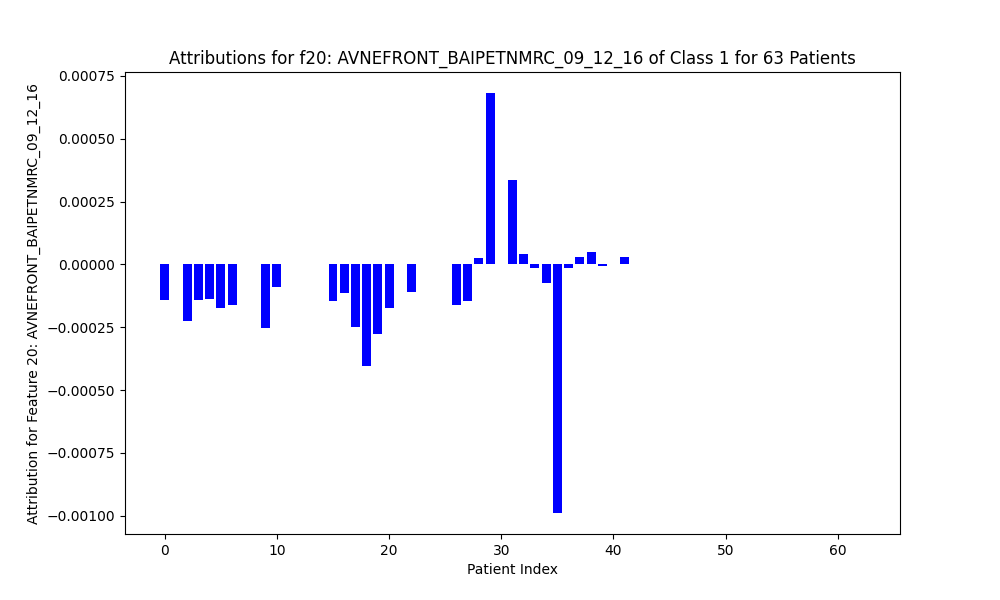 Attributions for f20: AVNEFRONT_BAIPETNMRC_09_12_16 of Class 1 for 63 Patients
Attribution for Feature 20: AVNEFRONT_BAIPETNMRC_09_12_16
0.00075
0.00050
0.00025
0.00000
−0.00025
−0.00050
−0.00075
−0.00100
0 10 20 30 40 50 60
Patient Index